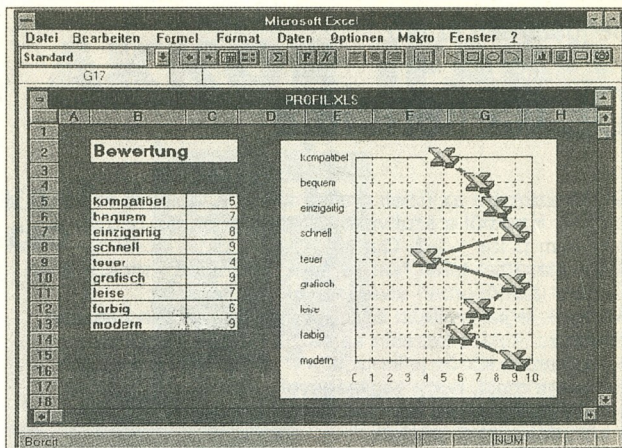 Microsoft Excel
Datei Bearbeiten Formel Format Daten Optionen Makro Fenster ?
Standard Σ F K
G17
PROFIL.XLS
A B C D E F G H
1
2 Bewertung
3
4
5 kompatibel 5
6 bequem 7
7 einzigartig 8
8 schnell 9
9 teuer 4
10 grafisch 9
11 leise 7
12 farbig 6
13 modern 9
14
15
16
17
18
kompatibel
bequem
einzigartig
schnell
teuer
grafisch
leise
farbig
modern
0 1 2 3 4 5 6 7 8 9 10
Bereit NUM